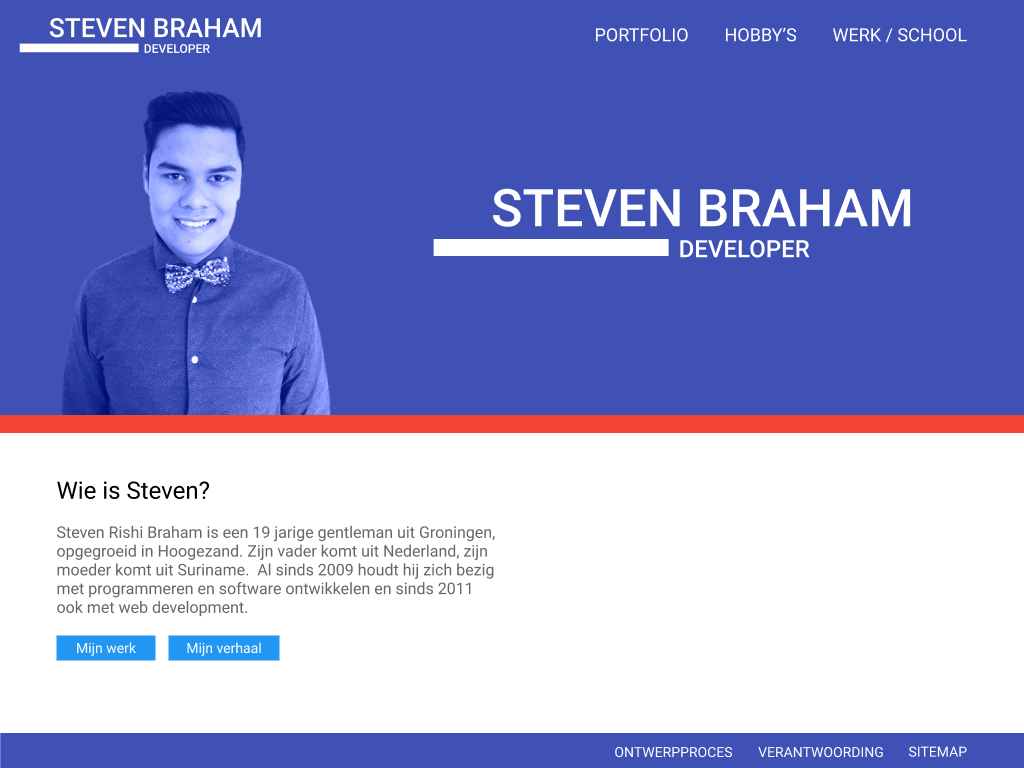 STEVEN BRAHAM
DEVELOPER
PORTFOLIO HOBBY’S WERK / SCHOOL
STEVEN BRAHAM
DEVELOPER
Wie is Steven?
Steven Rishi Braham is een 19 jarige gentleman uit Groningen,
opgegroeid in Hoogezand. Zijn vader komt uit Nederland, zijn
moeder komt uit Suriname.  Al sinds 2009 houdt hij zich bezig
met programmeren en software ontwikkelen en sinds 2011
ook met web development.
Mijn werk Mijn verhaal
ONTWERPPROCES VERANTWOORDING SITEMAP